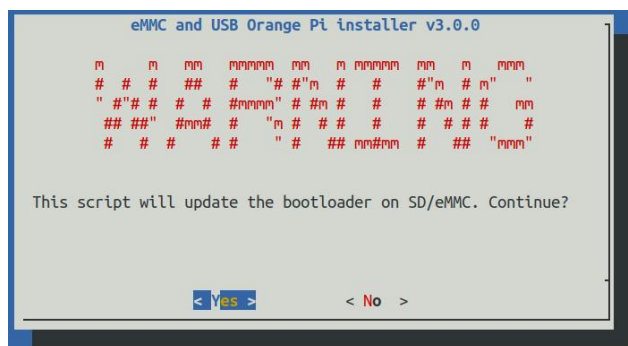 eMMC and USB Orange Pi installer v3.0.0
WARNING
This script will update the bootloader on SD/eMMC. Continue?
< Yes > < No >